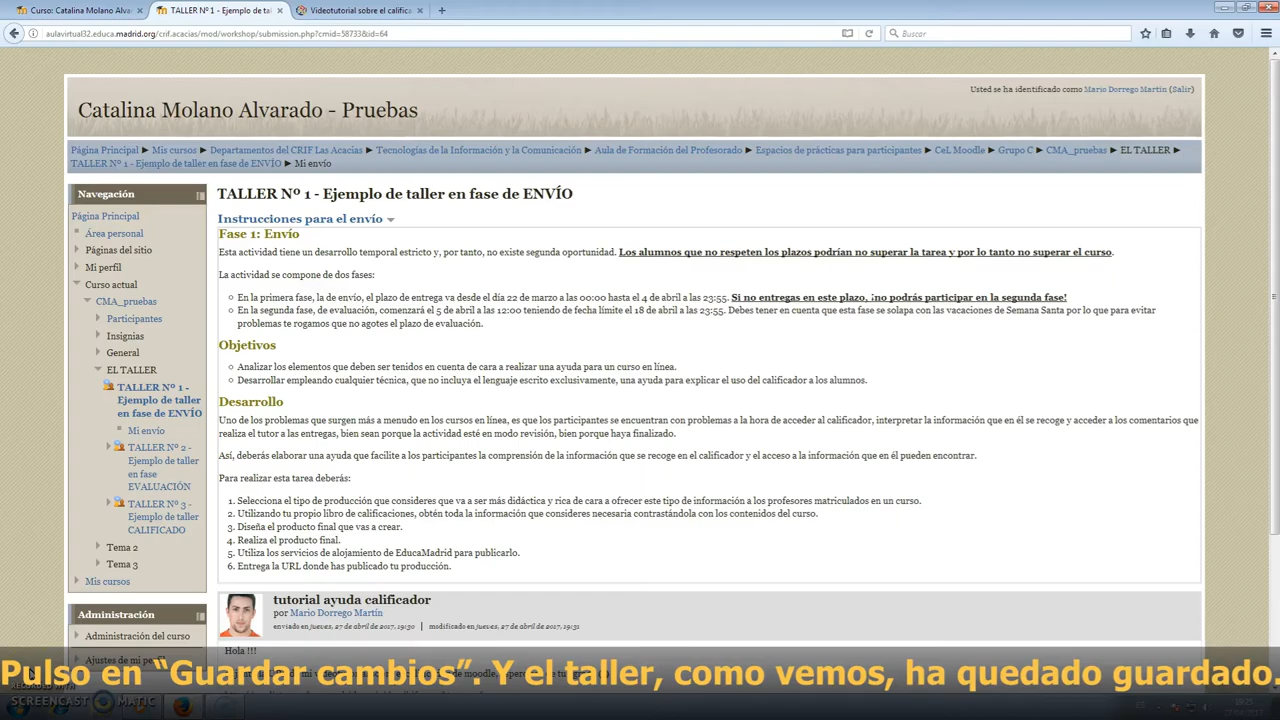 Curso: Catalina Molano Alva...
TALLER Nº 1 - Ejemplo de tal...
Videotutorial sobre el califica...
aulavirtual32.educa.madrid.org/crif.acacias/mod/workshop/submission.php?cmid=58733&id=64
Buscar
Usted se ha identificado como Mario Dorrego Martín (Salir)
Catalina Molano Alvarado - Pruebas
Página Principal ► Mis cursos ► Departamentos del CRIF Las Acacias ► Tecnologías de la Información y la Comunicación ► Aula de Formación del Profesorado ► Espacios de prácticas para participantes ► CeL Moodle ► Grupo C ► CMA_pruebas ► EL TALLER ►
TALLER Nº 1 - Ejemplo de taller en fase de ENVÍO ► Mi envío
Navegación
Página Principal
Área personal
Páginas del sitio
Mi perfil
Curso actual
CMA_pruebas
Participantes
Insignias
General
EL TALLER
TALLER Nº 1 -
Ejemplo de taller
en fase de ENVÍO
Mi envío
TALLER Nº 2 -
Ejemplo de taller
en fase
EVALUACIÓN
TALLER Nº 3 -
Ejemplo de taller
CALIFICADO
Tema 2
Tema 3
Mis cursos
Administración
Administración del curso
Ajustes de mi perfil
TALLER Nº 1 - Ejemplo de taller en fase de ENVÍO
Instrucciones para el envío
Fase 1: Envío
Esta actividad tiene un desarrollo temporal estricto y, por tanto, no existe segunda oportunidad. Los alumnos que no respeten los plazos podrían no superar la tarea y por lo tanto no superar el curso.
La actividad se compone de dos fases:
En la primera fase, la de envío, el plazo de entrega va desde el día 22 de marzo a las 00:00 hasta el 4 de abril a las 23:55. Si no entregas en este plazo, ¡no podrás participar en la segunda fase!
En la segunda fase, de evaluación, comenzará el 5 de abril a las 12:00 teniendo de fecha límite el 18 de abril a las 23:55. Debes tener en cuenta que esta fase se solapa con las vacaciones de Semana Santa por lo que para evitar
problemas te rogamos que no agotes el plazo de evaluación.
Objetivos
Analizar los elementos que deben ser tenidos en cuenta de cara a realizar una ayuda para un curso en línea.
Desarrollar empleando cualquier técnica, que no incluya el lenguaje escrito exclusivamente, una ayuda para explicar el uso del calificador a los alumnos.
Desarrollo
Uno de los problemas que surgen más a menudo en los cursos en línea, es que los participantes se encuentran con problemas a la hora de acceder al calificador, interpretar la información que en él se recoge y acceder a los comentarios que
realiza el tutor a las entregas, bien sean porque la actividad esté en modo revisión, bien porque haya finalizado.
Así, deberás elaborar una ayuda que facilite a los participantes la comprensión de la información que se recoge en el calificador y el acceso a la información que en él pueden encontrar.
Para realizar esta tarea deberás:
1. Selecciona el tipo de producción que consideres que va a ser más didáctica y rica de cara a ofrecer este tipo de información a los profesores matriculados en un curso.
2. Utilizando tu propio libro de calificaciones, obtén toda la información que consideres necesaria contrastándola con los contenidos del curso.
3. Diseña el producto final que vas a crear.
4. Realiza el producto final.
5. Utiliza los servicios de alojamiento de EducaMadrid para publicarlo.
6. Entrega la URL donde has publicado tu producción.
tutorial ayuda calificador
por Mario Dorrego Martín
enviado en jueves, 27 de abril de 2017, 19:30 | modificado en jueves, 27 de abril de 2017, 19:31
Hola !!!
Pulso en “Guardar cambios”. Y el taller, como vemos, ha quedado guardado.
RECORDED WITH
SCREENCAST MATIC